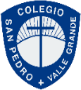 COLEGIO
SAN PEDRO + VALLE GRANDE